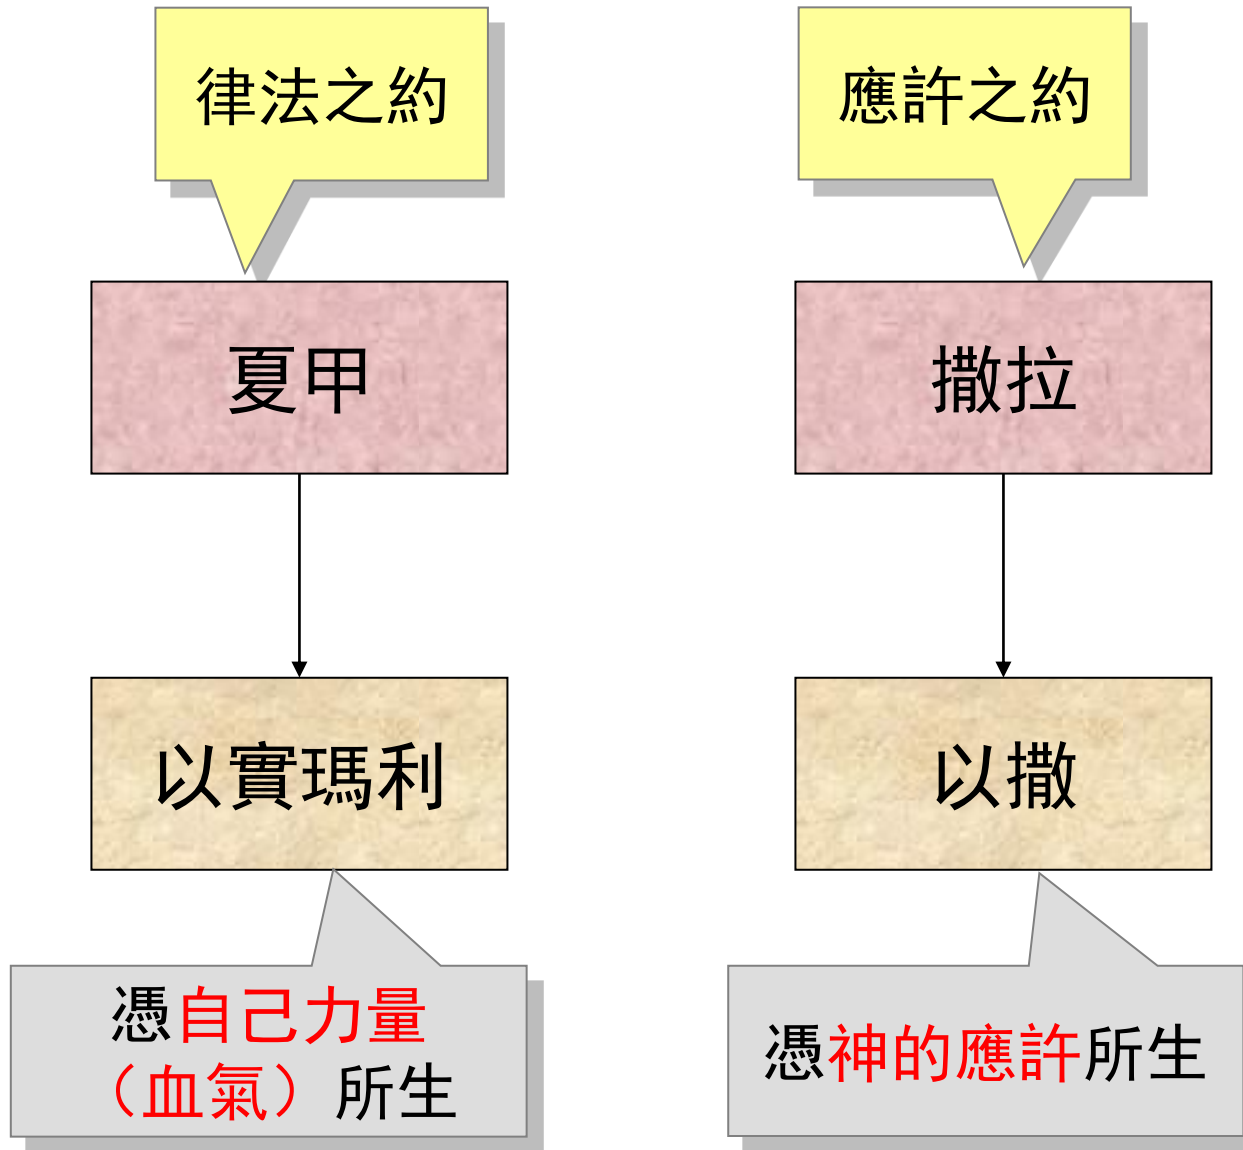 律法之約
應許之約
夏甲
撒拉
以實瑪利
以撒
憑自己力量
（血氣）所生
憑神的應許所生